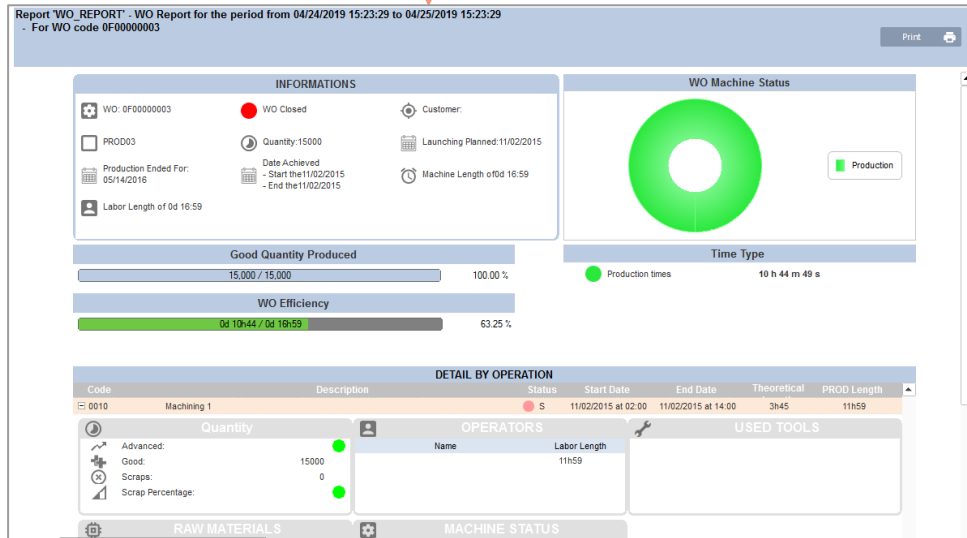 Report 'WO_REPORT' - WO Report for the period from 04/24/2019 15:23:29 to 04/25/2019 15:23:29
- For WO code 0F00000003
Print
INFORMATIONS
WO: 0F00000003
WO Closed
Customer:
PROD03
Quantity:15000
Launching Planned:11/02/2015
Production Ended For:
05/14/2016
Date Achieved
- Start the11/02/2015
- End the11/02/2015
Machine Length of0d 16:59
Labor Length of 0d 16:59
WO Machine Status
Production
Good Quantity Produced
15,000 / 15,000
100.00 %
Time Type
Production times
10 h 44 m 49 s
WO Efficiency
0d 10h44 / 0d 16h59
63.25 %
DETAIL BY OPERATION
Code Description Status Start Date End Date Theoretical PROD Length
0010 Machining 1 S 11/02/2015 at 02:00 11/02/2015 at 14:00 3h45 11h59
Quantity
Advanced:
Good: 15000
Scraps: 0
Scrap Percentage:
OPERATORS
Name Labor Length
11h59
USED TOOLS
RAW MATERIALS
MACHINE STATUS